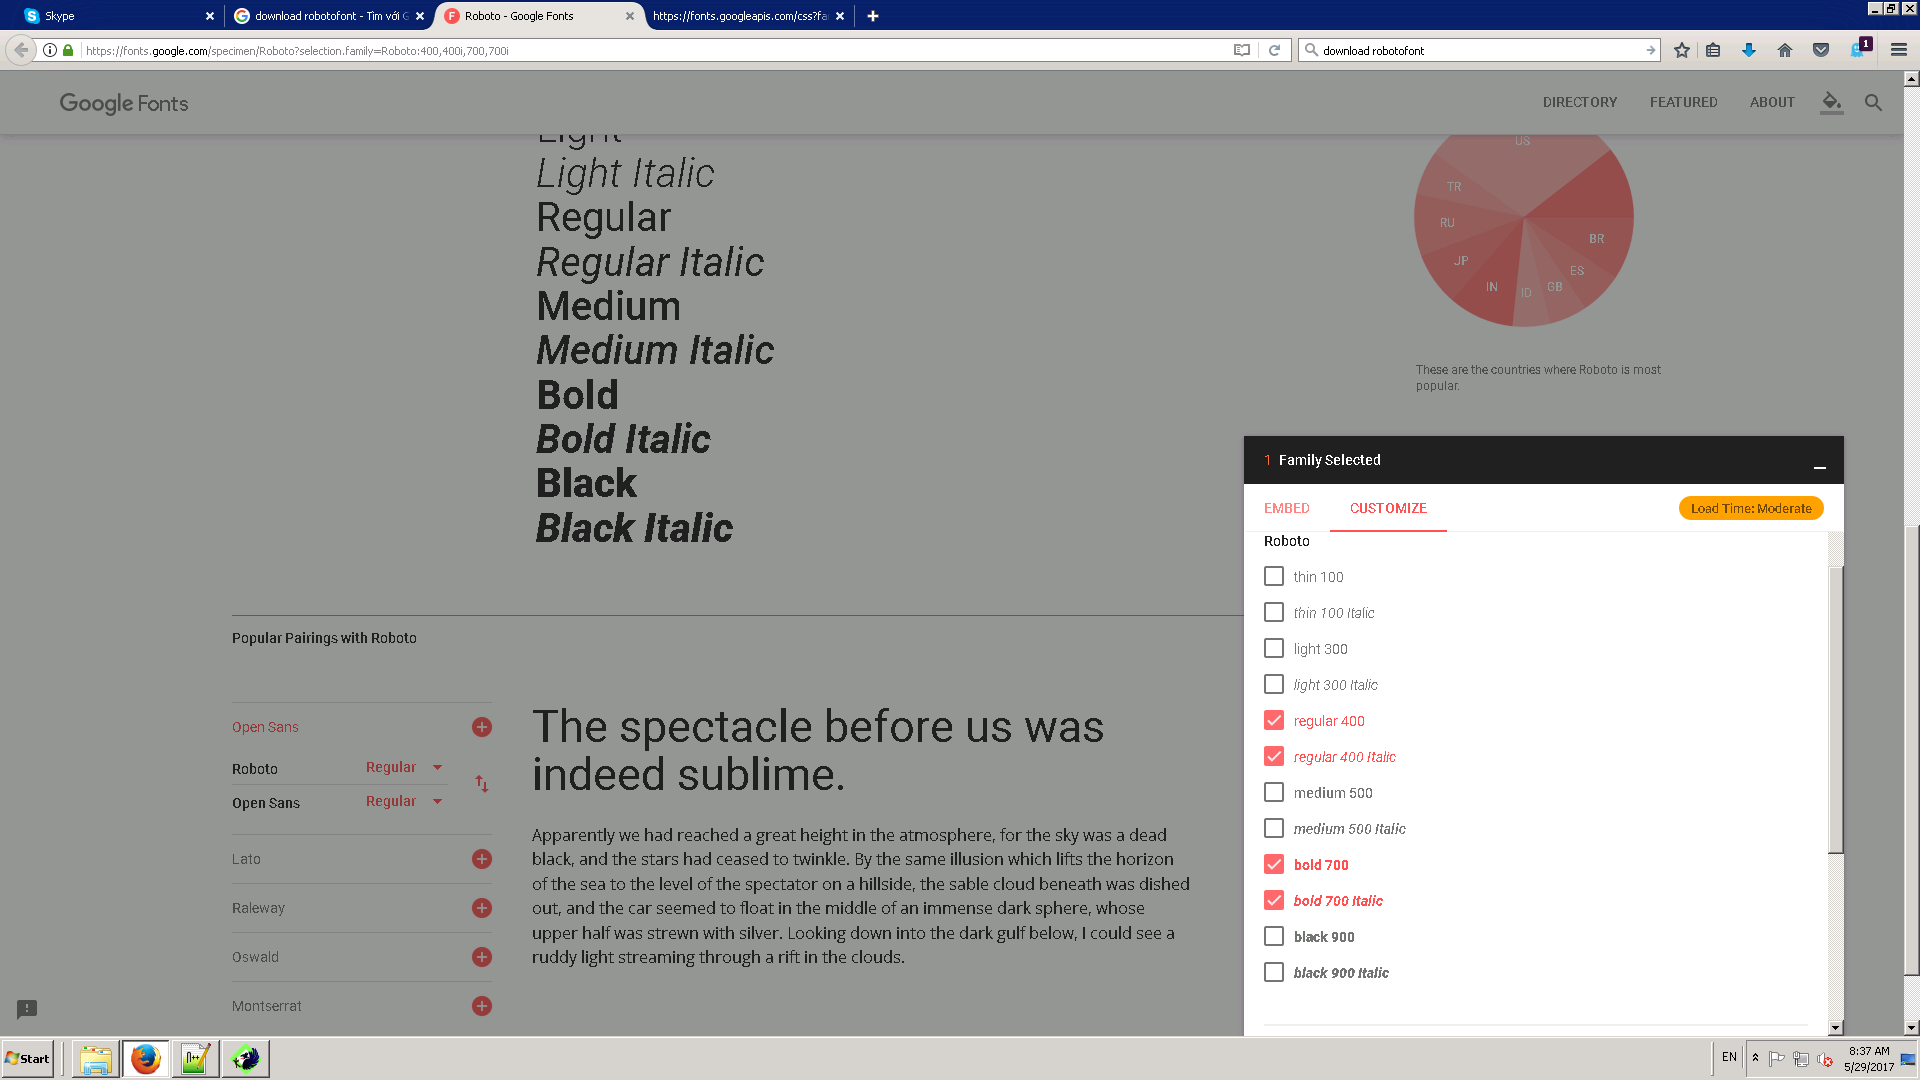 Skype
download robotofont - Tìm với G
Roboto - Google Fonts
https://fonts.googleapis.com/css?fa
https://fonts.google.com/specimen/Roboto?selection.family=Roboto:400,400i,700,700i
download robotofont
1
Google Fonts
DIRECTORY
FEATURED
ABOUT
Light
Light Italic
Regular
Regular Italic
Medium
Medium Italic
Bold
Bold Italic
Black
Black Italic
US
TR
RU
JP
IN
ID
GB
ES
BR
These are the countries where Roboto is most
popular.
1 Family Selected
EMBED
CUSTOMIZE
Load Time: Moderate
Roboto
thin 100
thin 100 Italic
light 300
light 300 Italic
regular 400
regular 400 Italic
medium 500
medium 500 Italic
bold 700
bold 700 Italic
black 900
black 900 Italic
Popular Pairings with Roboto
Open Sans
Roboto Regular
Open Sans Regular
Lato
Raleway
Oswald
Montserrat
The spectacle before us was
indeed sublime.
Apparently we had reached a great height in the atmosphere, for the sky was a dead
black, and the stars had ceased to twinkle. By the same illusion which lifts the horizon
of the sea to the level of the spectator on a hillside, the sable cloud beneath was dished
out, and the car seemed to float in the middle of an immense dark sphere, whose
upper half was strewn with silver. Looking down into the dark gulf below, I could see a
ruddy light streaming through a rift in the clouds.
Start
EN
8:37 AM
5/29/2017